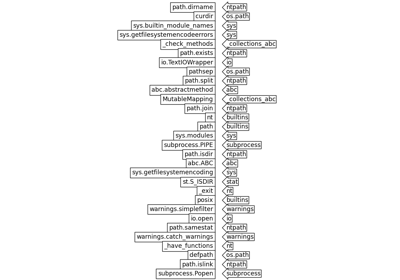 path.dirname ntpath
curdir os.path
sys.builtin_module_names sys
sys.getfilesystemencodeerrors sys
_check_methods _collections_abc
path.exists ntpath
io.TextIOWrapper io
pathsep os.path
path.split ntpath
abc.abstractmethod abc
MutableMapping _collections_abc
path.join ntpath
nt builtins
path builtins
sys.modules sys
subprocess.PIPE subprocess
path.isdir ntpath
abc.ABC abc
sys.getfilesystemencoding sys
st.S_ISDIR stat
_exit nt
posix builtins
warnings.simplefilter warnings
io.open io
path.samestat ntpath
warnings.catch_warnings warnings
_have_functions nt
defpath os.path
path.islink ntpath
subprocess.Popen subprocess